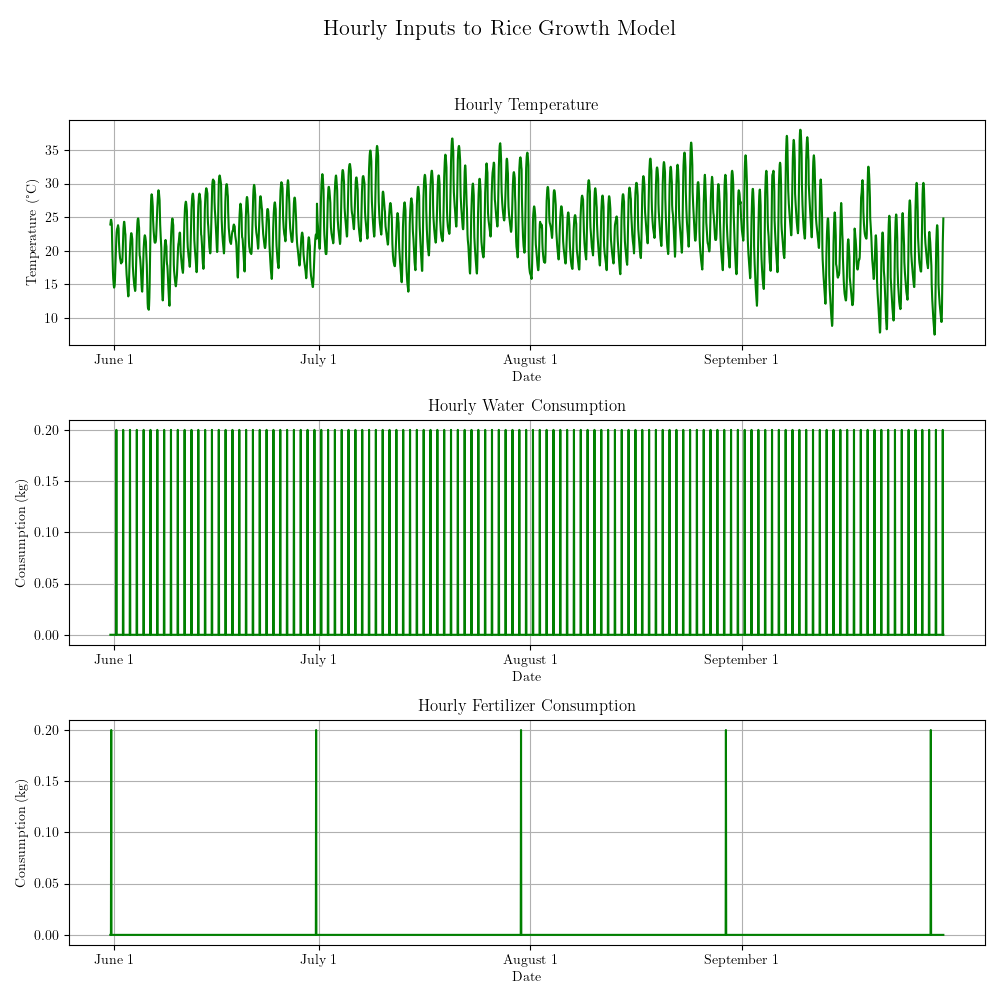 Hourly Inputs to Rice Growth Model
Hourly Temperature
Temperature (°C)
35
30
25
20
15
10
June 1 July 1 August 1 September 1
Date
Hourly Water Consumption
Consumption (kg)
0.20
0.15
0.10
0.05
0.00
June 1 July 1 August 1 September 1
Date
Hourly Fertilizer Consumption
Consumption (kg)
0.20
0.15
0.10
0.05
0.00
June 1 July 1 August 1 September 1
Date